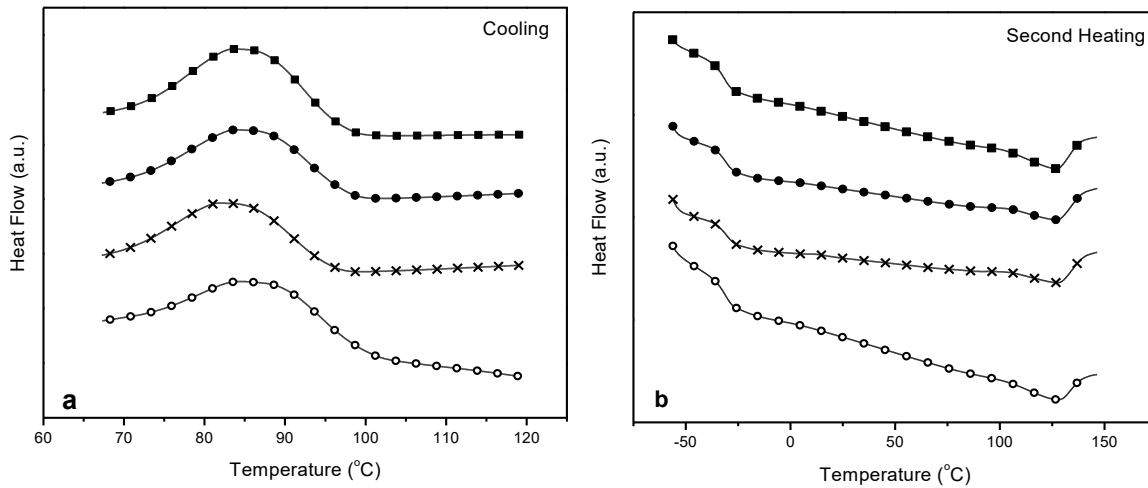 Cooling
Heat Flow (a.u.)
a
60 70 80 90 100 110 120
Temperature (°C)
Second Heating
Heat Flow (a.u.)
b
-50 0 50 100 150
Temperature (°C)